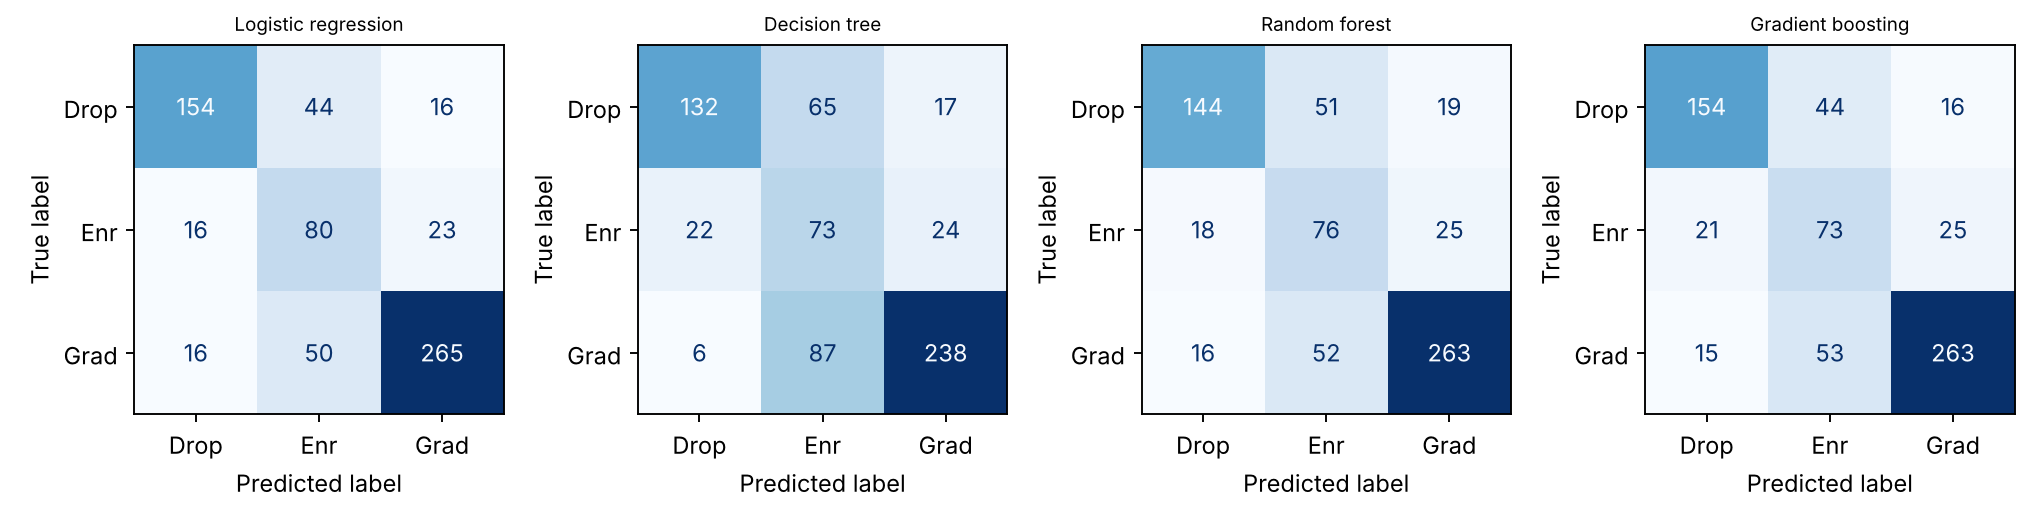 Logistic regression
True label
Drop 154 44 16
Enr 16 80 23
Grad 16 50 265
Drop Enr Grad
Predicted label
Decision tree
True label
Drop 132 65 17
Enr 22 73 24
Grad 6 87 238
Drop Enr Grad
Predicted label
Random forest
True label
Drop 144 51 19
Enr 18 76 25
Grad 16 52 263
Drop Enr Grad
Predicted label
Gradient boosting
True label
Drop 154 44 16
Enr 21 73 25
Grad 15 53 263
Drop Enr Grad
Predicted label